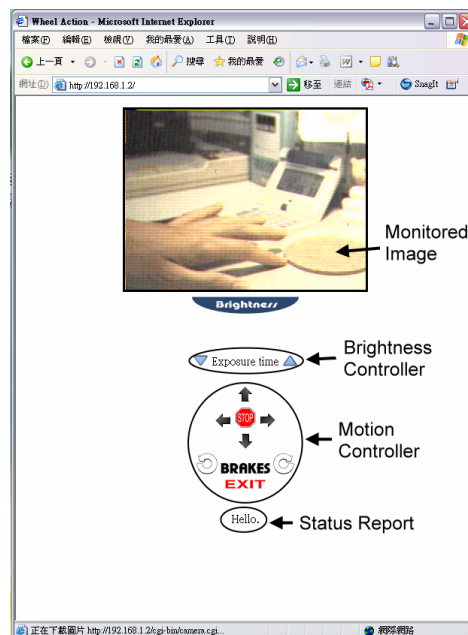 Wheel Action - Microsoft Internet Explorer
檔案(F) 編輯(E) 檢視(V) 我的最愛(A) 工具(T) 說明(H)
上一頁 搜尋 我的最愛
網址(D) http://192.168.1.2/ 移至 連結 SnagIt
Monitored
Image
Brightness
Exposure time
Brightness
Controller
STOP
Motion
Controller
BRAKES
EXIT
Hello.
Status Report
正在下載圖片 http://192.168.1.2/cgi-bin/camera.cgi... 網際網路